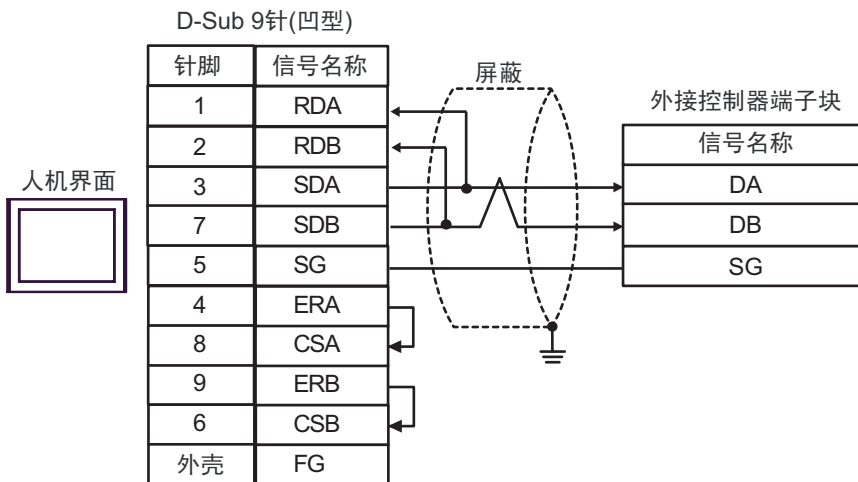 D-Sub 9针(凹型)
针脚 信号名称
屏蔽
外接控制器端子块
1 RDA
信号名称
2 RDB
人机界面
3 SDA
DA
7 SDB
DB
5 SG
SG
4 ERA
8 CSA
9 ERB
6 CSB
外壳 FG